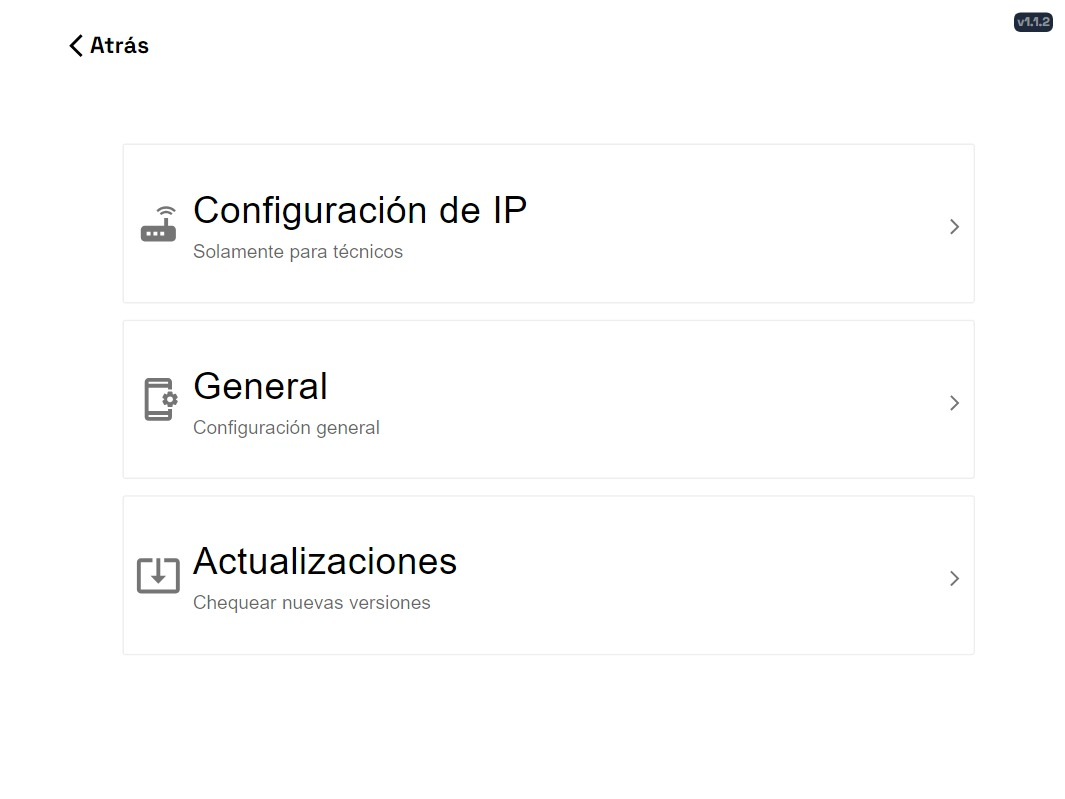 Atrás
v1.1.2
Configuración de IP
Solamente para técnicos
General
Configuración general
Actualizaciones
Chequear nuevas versiones